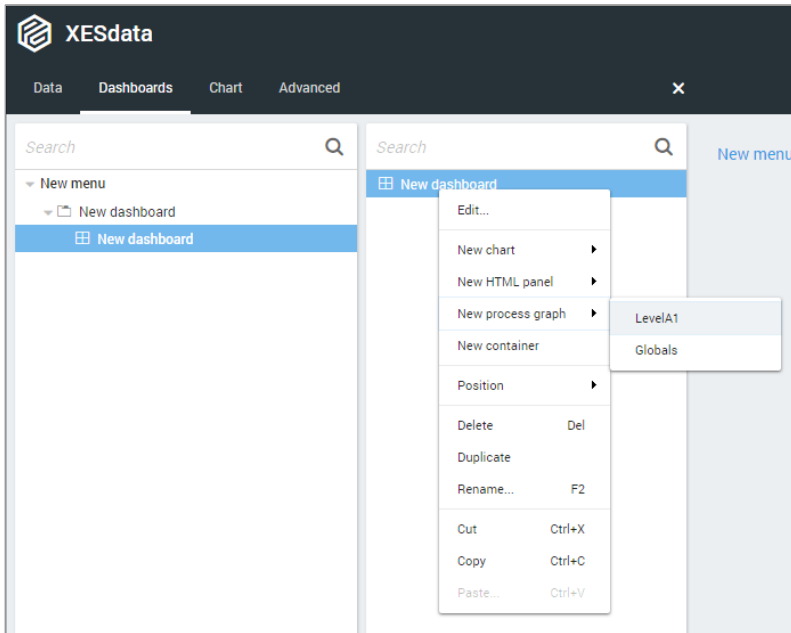 XESdata
Data Dashboards Chart Advanced
Search
Search
New menu
New menu
New dashboard
New dashboard
New dashboard
Edit...
New chart
New HTML panel
New process graph
LevelA1
New container
Globals
Position
Delete Del
Duplicate
Rename... F2
Cut Ctrl+X
Copy Ctrl+C
Paste... Ctrl+V